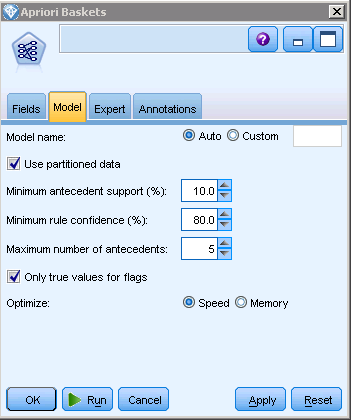 Apriori Baskets
?
Fields Model Expert Annotations
Model name: Auto Custom
Use partitioned data
Minimum antecedent support (%): 10.0
Minimum rule confidence (%): 80.0
Maximum number of antecedents: 5
Only true values for flags
Optimize: Speed Memory
OK Run Cancel Apply Reset